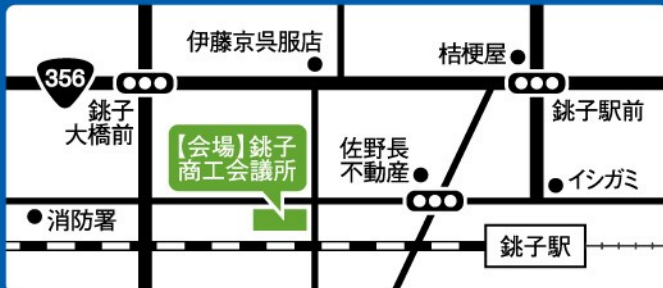 伊藤京呉服店
桔梗屋
356
銚子
大橋前
銚子駅前
【会場】銚子
商工会議所
佐野長
不動産
イシガミ
消防署
銚子駅